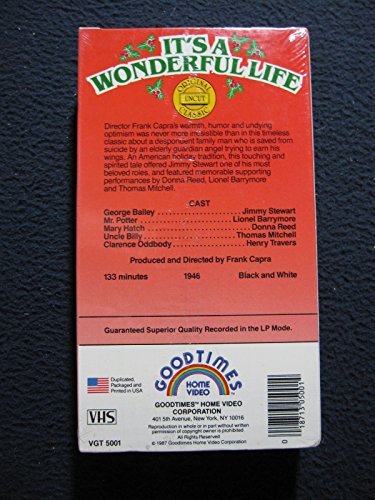 IT'S A
WONDERFUL LIFE
ORIGINAL
UNCUT
CLASSIC
Director Frank Capra's warmth, humor and undying
optimism was never more irresistible than in this timeless
classic about a despondent family man who is saved from
suicide by an elderly guardian angel trying to earn his
wings. An American holiday tradition, this touching and
spirited tale offered Jimmy Stewart one of his most
beloved roles, and featured memorable supporting
performances by Donna Reed, Lionel Barrymore
and Thomas Mitchell.
CAST
George Bailey ........................ Jimmy Stewart
Mr. Potter ........................ Lionel Barrymore
Mary Hatch ........................ Donna Reed
Uncle Billy ........................ Thomas Mitchell
Clarence Oddbody ........................ Henry Travers
Produced and Directed by Frank Capra
133 minutes 1946 Black and White
Guaranteed Superior Quality Recorded in the LP Mode.
Duplicated,
Packaged and
Printed in USA
GOODTIMES
HOME
VIDEO
VHS
VGT 5001
GOODTIMES™ HOME VIDEO
CORPORATION
401 5th Avenue, New York, N.Y. 10016
Reproduction in whole or in part without written
permission of copyright owner is prohibited.
All Rights Reserved
© 1987 Goodtimes Home Video Corporation
0 18713 05001